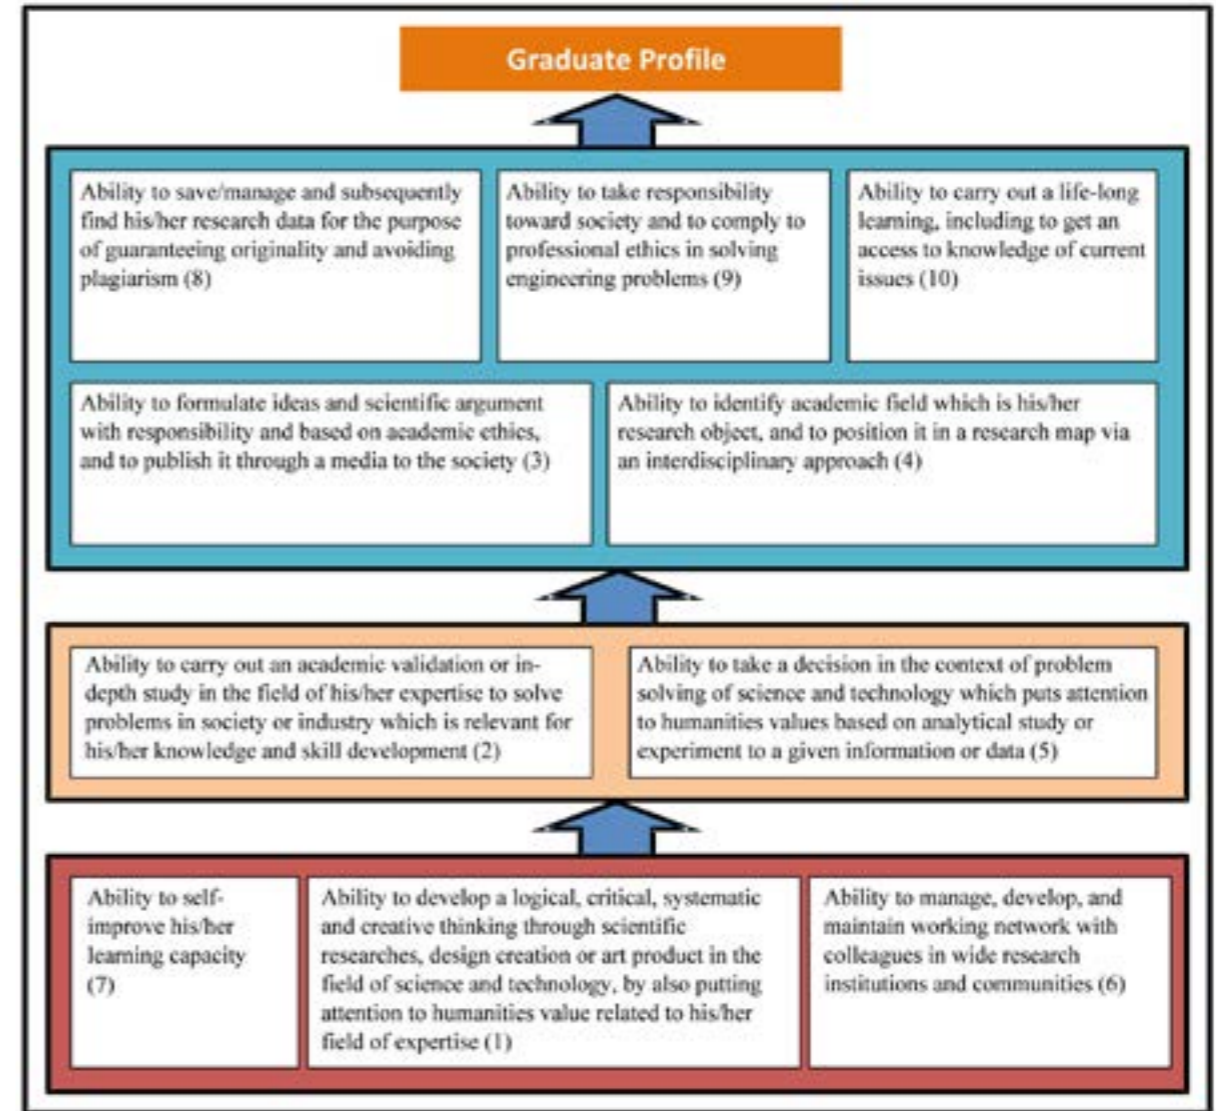 Graduate Profile
Ability to save/manage and subsequently
find his/her research data for the purpose
of guaranteeing originality and avoiding
plagiarism (8)
Ability to take responsibility
toward society and to comply to
professional ethics in solving
engineering problems (9)
Ability to carry out a life-long
learning, including to get an
access to knowledge of current
issues (10)
Ability to formulate ideas and scientific argument
with responsibility and based on academic ethics,
and to publish it through a media to the society (3)
Ability to identify academic field which is his/her
research object, and to position it in a research map via
an interdisciplinary approach (4)
Ability to carry out an academic validation or in-
depth study in the field of his/her expertise to solve
problems in society or industry which is relevant for
his/her knowledge and skill development (2)
Ability to take a decision in the context of problem
solving of science and technology which puts attention
to humanities values based on analytical study or
experiment to a given information or data (5)
Ability to self-
improve his/her
learning capacity
(7)
Ability to develop a logical, critical, systematic
and creative thinking through scientific
researches, design creation or art product in the
field of science and technology, by also putting
attention to humanities value related to his/her
field of expertise (1)
Ability to manage, develop, and
maintain working network with
colleagues in wide research
institutions and communities (6)